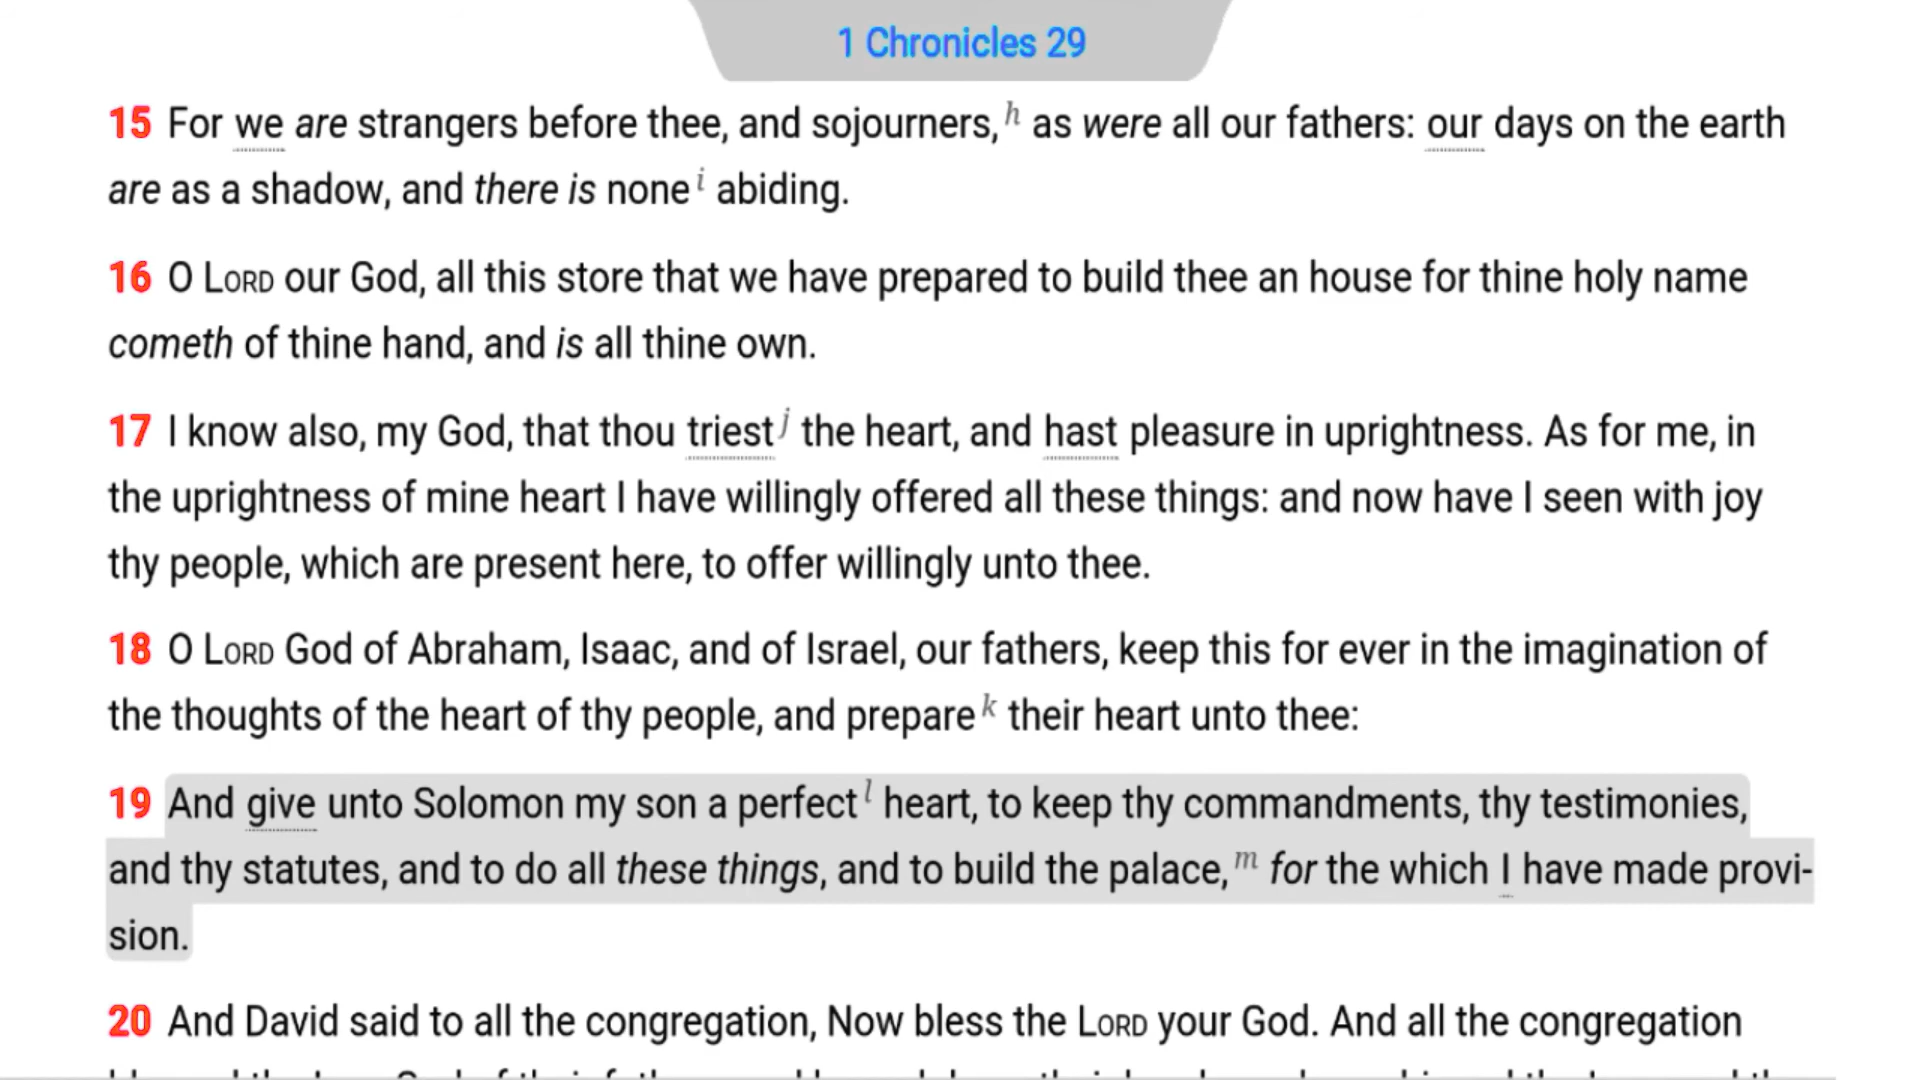 1 Chronicles 29
15 For we are strangers before thee, and sojourners, h as were all our fathers: our days on the earth
are as a shadow, and there is none i abiding.
16 O LORD our God, all this store that we have prepared to build thee an house for thine holy name
cometh of thine hand, and is all thine own.
17 I know also, my God, that thou triest j the heart, and hast pleasure in uprightness. As for me, in
the uprightness of mine heart I have willingly offered all these things: and now have I seen with joy
thy people, which are present here, to offer willingly unto thee.
18 O LORD God of Abraham, Isaac, and of Israel, our fathers, keep this for ever in the imagination of
the thoughts of the heart of thy people, and prepare k their heart unto thee:
19 And give unto Solomon my son a perfect l heart, to keep thy commandments, thy testimonies,
and thy statutes, and to do all these things, and to build the palace, m for the which I have made provi-
sion.
20 And David said to all the congregation, Now bless the LORD your God. And all the congregation